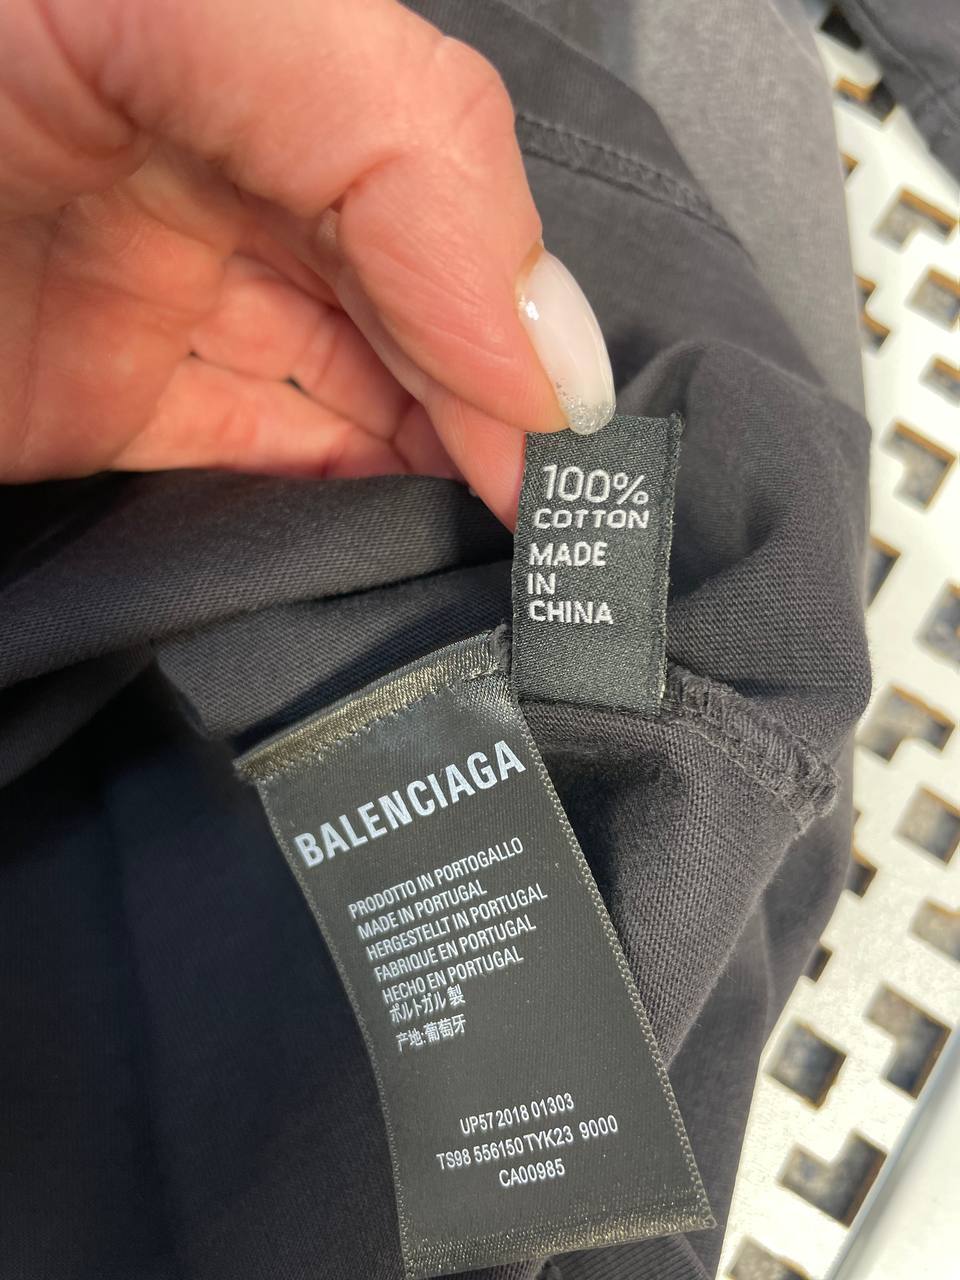 100%
COTTON
MADE
IN
CHINA
BALENCIAGA
PRODOTTO IN PORTOGALLO
MADE IN PORTUGAL
HERGESTELLT IN PORTUGAL
FABRIQUE EN PORTUGAL
HECHO EN PORTUGAL
ポルトガル 製
产地:葡萄牙
UP57 2018 01303
TS98 556150 TYK23 9000
CA00985